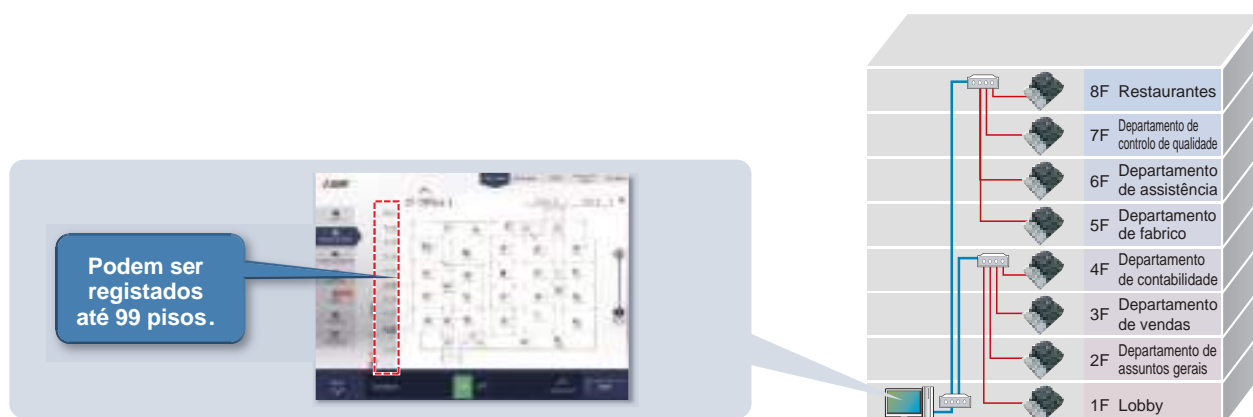 Podem ser
registados
até 99 pisos.
8F Restaurantes
7F Departamento de
controlo de qualidade
6F Departamento
de assistência
5F Departamento
de fabrico
4F Departamento
de contabilidade
3F Departamento
de vendas
2F Departamento de
assuntos gerais
1F Lobby